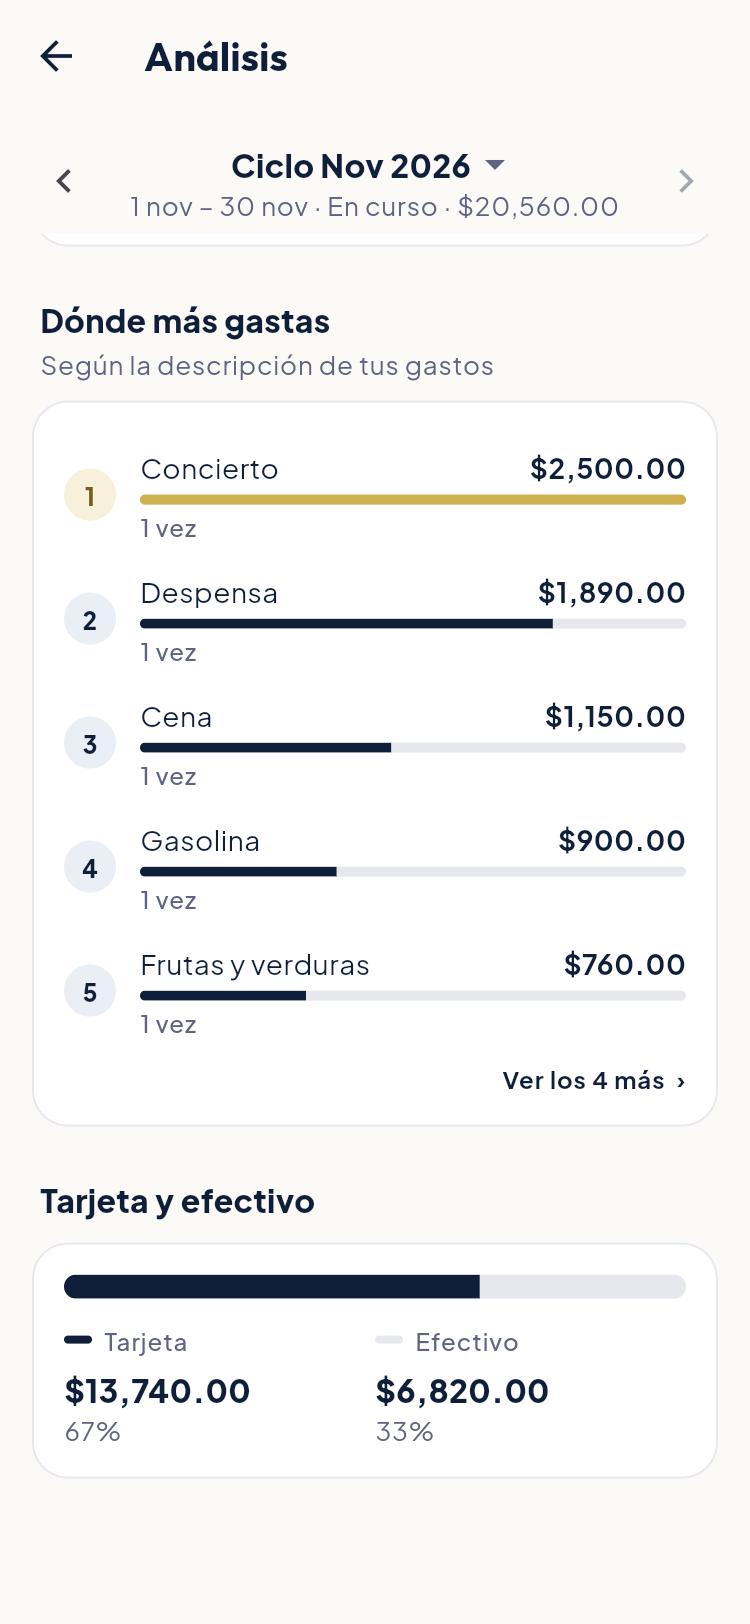 Análisis
Ciclo Nov 2026
1 nov – 30 nov · En curso · $20,560.00
Dónde más gastas
Según la descripción de tus gastos
1
Concierto $2,500.00
1 vez
2
Despensa $1,890.00
1 vez
3
Cena $1,150.00
1 vez
4
Gasolina $900.00
1 vez
5
Frutas y verduras $760.00
1 vez
Ver los 4 más ›
Tarjeta y efectivo
Tarjeta Efectivo
$13,740.00 $6,820.00
67% 33%